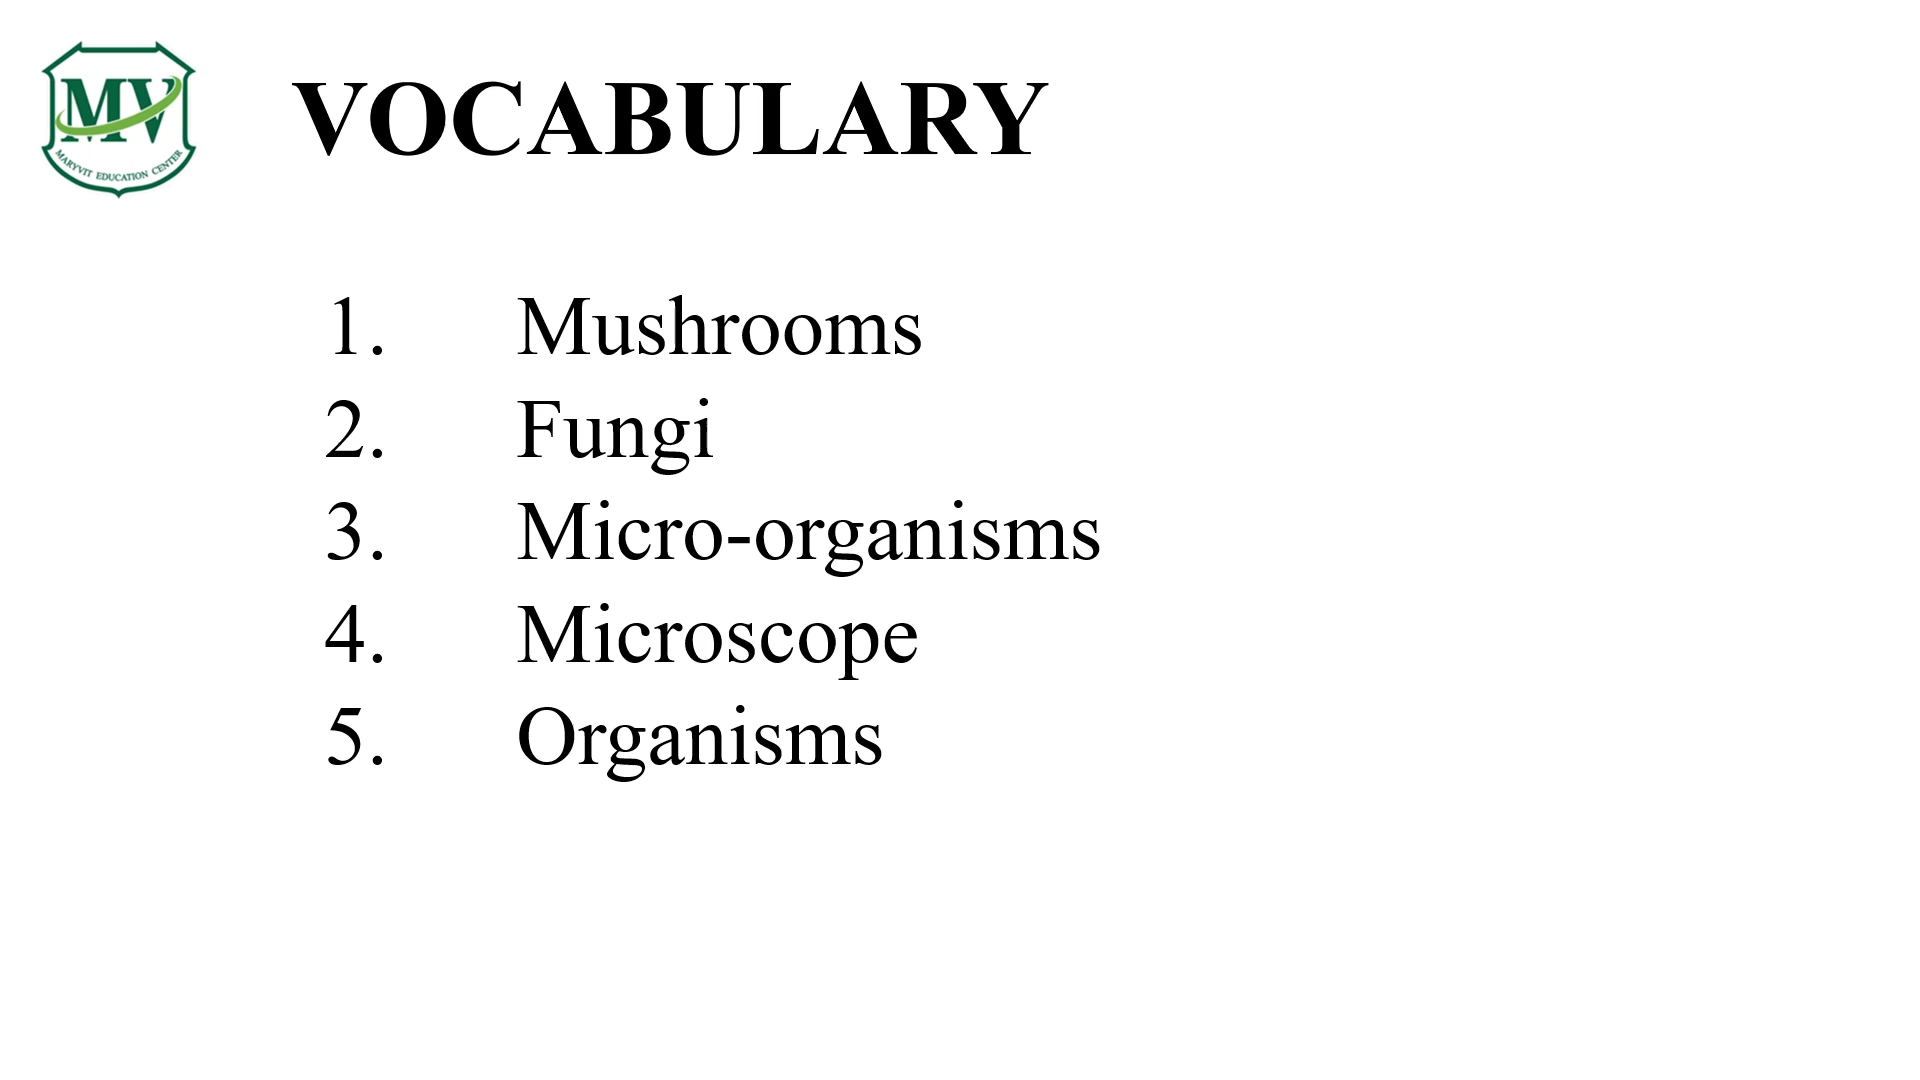 MV
MARYVIT EDUCATION CENTER
VOCABULARY
1. Mushrooms
2. Fungi
3. Micro-organisms
4. Microscope
5. Organisms